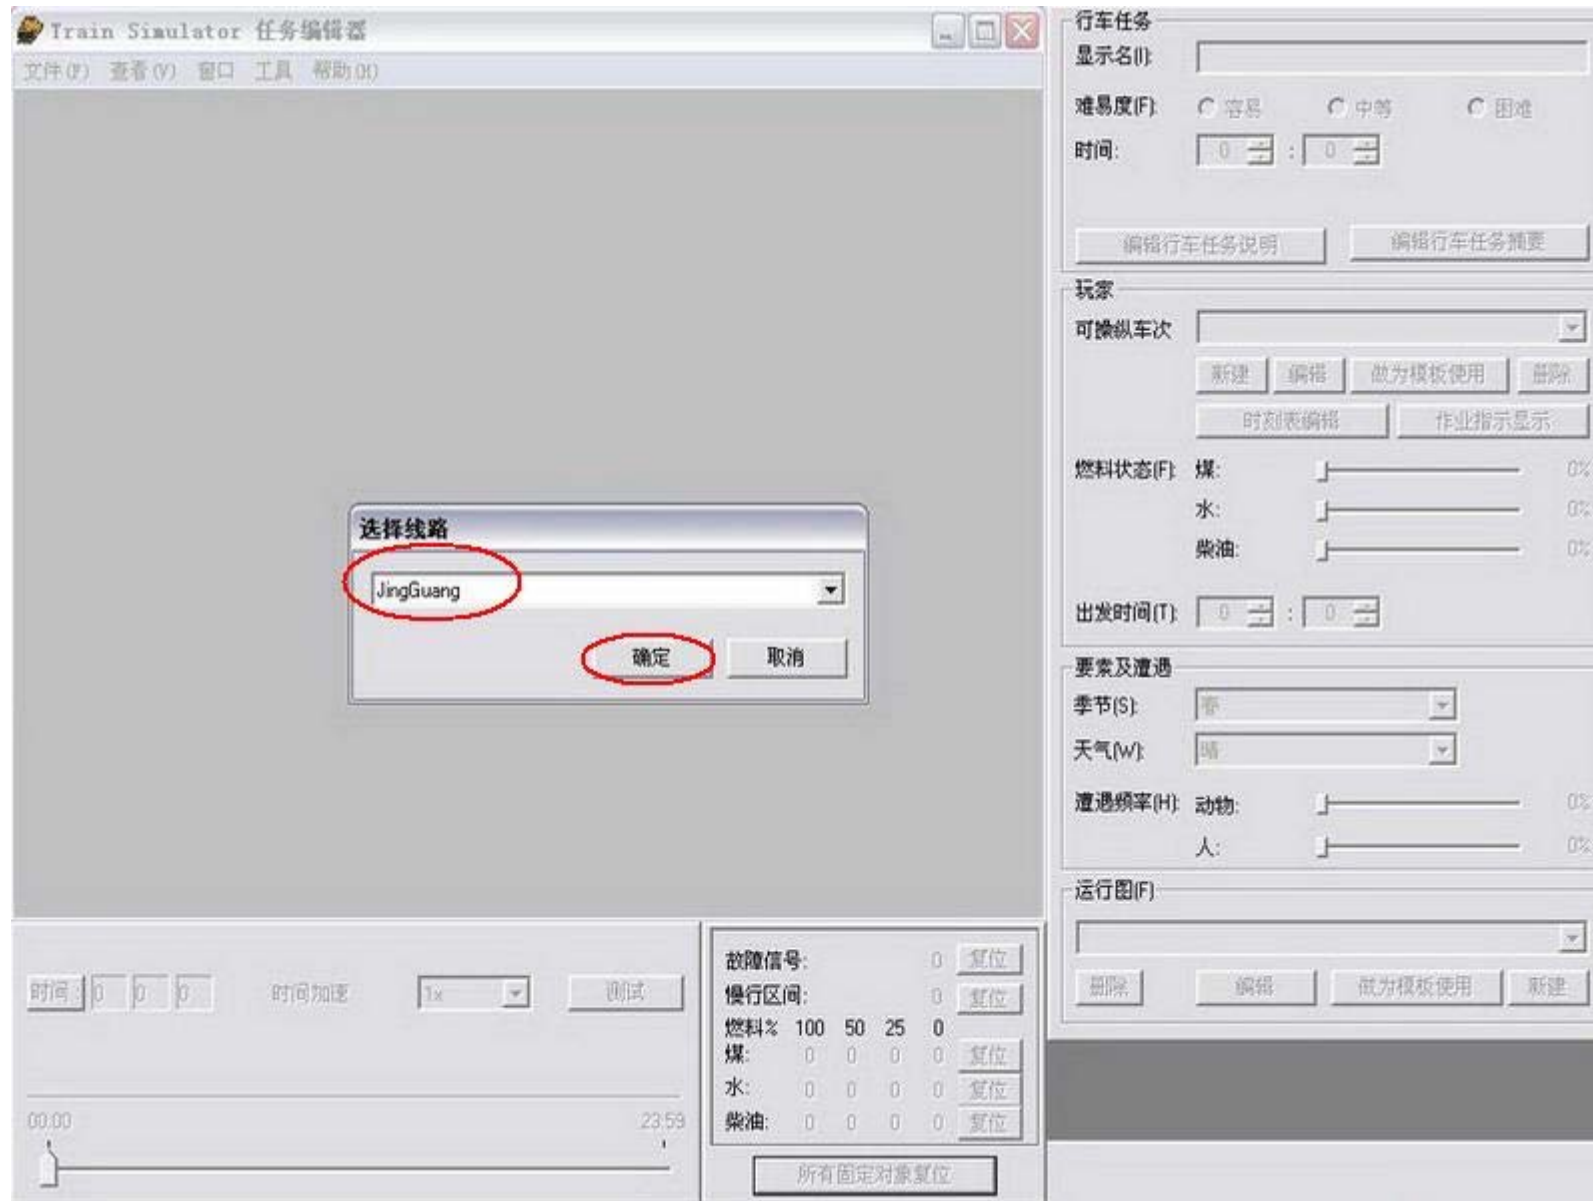 Train Simulator 任务编辑器
文件(F) 查看(V) 窗口 工具 帮助(H)
选择线路
JingGuang
确定 取消
时间 0 0 0 时间加速 1x 测试
00:00 23:59
故障信号: 0 复位
慢行区间: 0 复位
燃料% 100 50 25 0
煤: 0 0 0 0 复位
水: 0 0 0 0 复位
柴油: 0 0 0 0 复位
所有固定对象复位
行车任务
显示名(I):
难易度(F): 容易 中等 困难
时间: 0 : 0
编辑行车任务说明 编辑行车任务摘要
玩家
可操纵车次
新建 编辑 做为模板使用 删除
时刻表编辑 作业指示显示
燃料状态(F): 煤: 0%
水: 0%
柴油: 0%
出发时间(T): 0 : 0
要素及遭遇
季节(S): 春
天气(W): 晴
遭遇频率(H): 动物: 0%
人: 0%
运行图(F)
删除 编辑 做为模板使用 新建